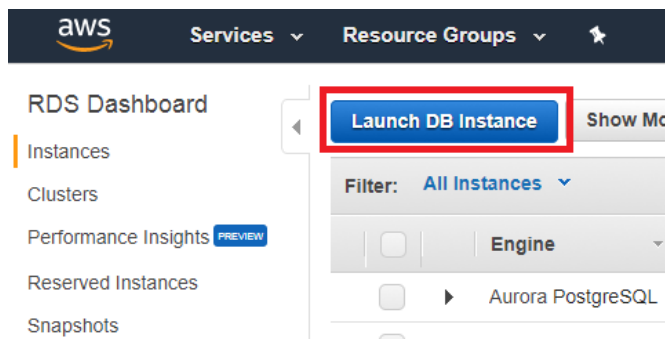 aws Services Resource Groups
RDS Dashboard
Instances
Clusters
Performance Insights PREVIEW
Reserved Instances
Snapshots
Launch DB Instance Show Mo
Filter: All Instances
Engine
Aurora PostgreSQL